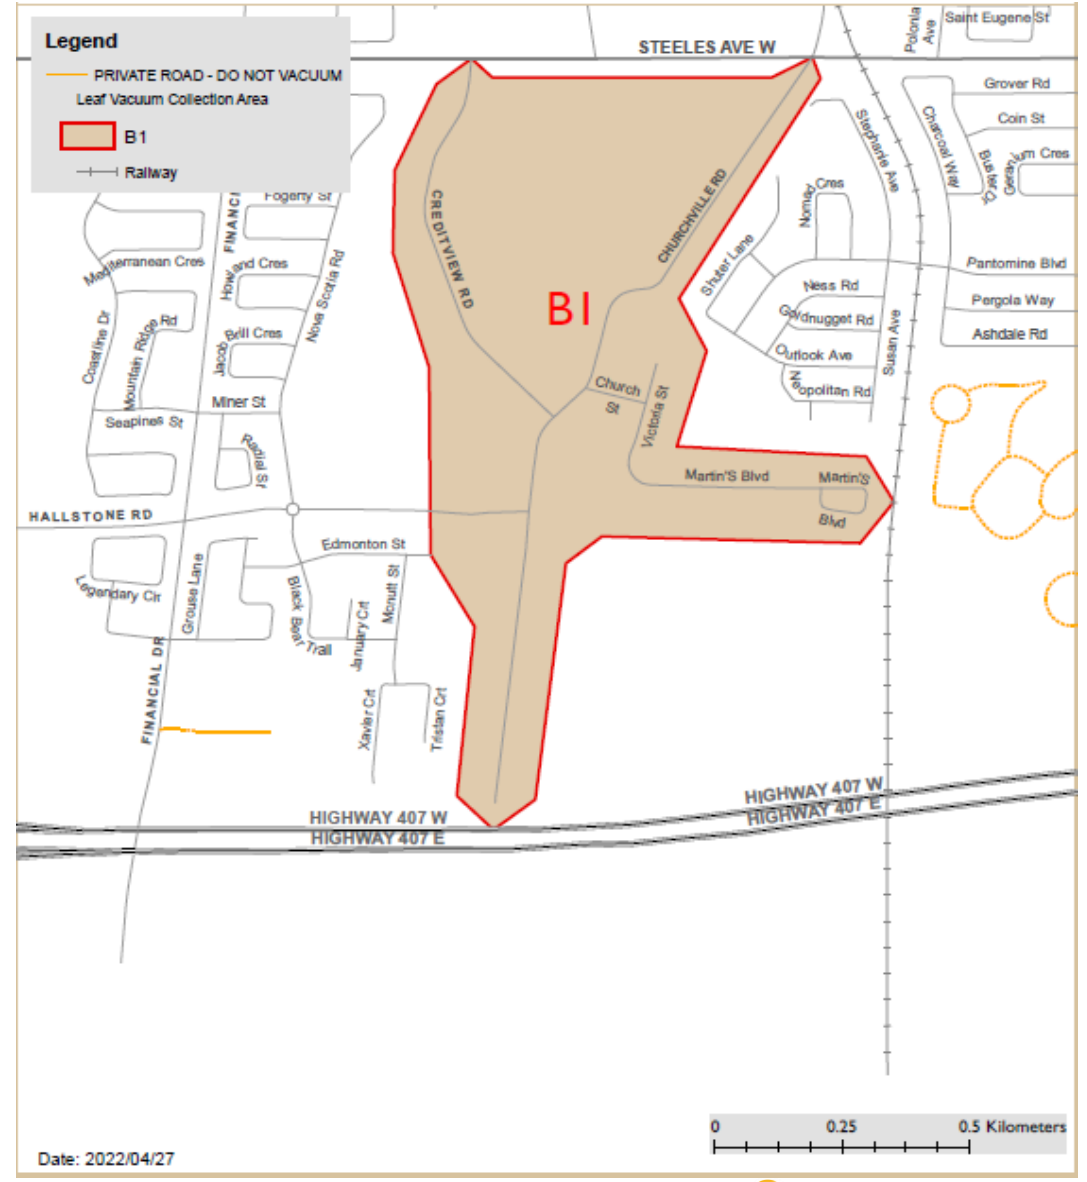 Legend
PRIVATE ROAD - DO NOT VACUUM
Leaf Vacuum Collection Area
B1
Railway
STEELES AVE W
Polonia
Ave
Saint Eugene St
Grover Rd
Coin St
Charcoal Way
Buster Dr
Cres
Stephanie Ave
CREDITVIEW RD
CHURCHVILLE RD
Nomad Cres
Shuter Lane
FINANCI
Fogerty St
Mediterranean Cres
Howland Cres
Nova Scotia Rd
Pantomine Blvd
Ness Rd
Pergola Way
Goldnugget Rd
Ashdale Rd
B1
Coastline Dr
Mountain Ridge Rd
Jacob Brill Cres
Outlook Ave
Susan Ave
Neopolitan Rd
Church
St
Victoria St
Miner St
Seapines St
Radial St
Martin'S Blvd
Martin'S
Blvd
HALLSTONE RD
Edmonton St
Legendary Cir
Grouse Lane
Black Bear Trail
January Crt
Mcnutt St
FINANCIAL DR
Xavier Crt
Tristan Crt
HIGHWAY 407 W
HIGHWAY 407 E
HIGHWAY 407 W
HIGHWAY 407 E
0 0.25 0.5 Kilometers
Date: 2022/04/27